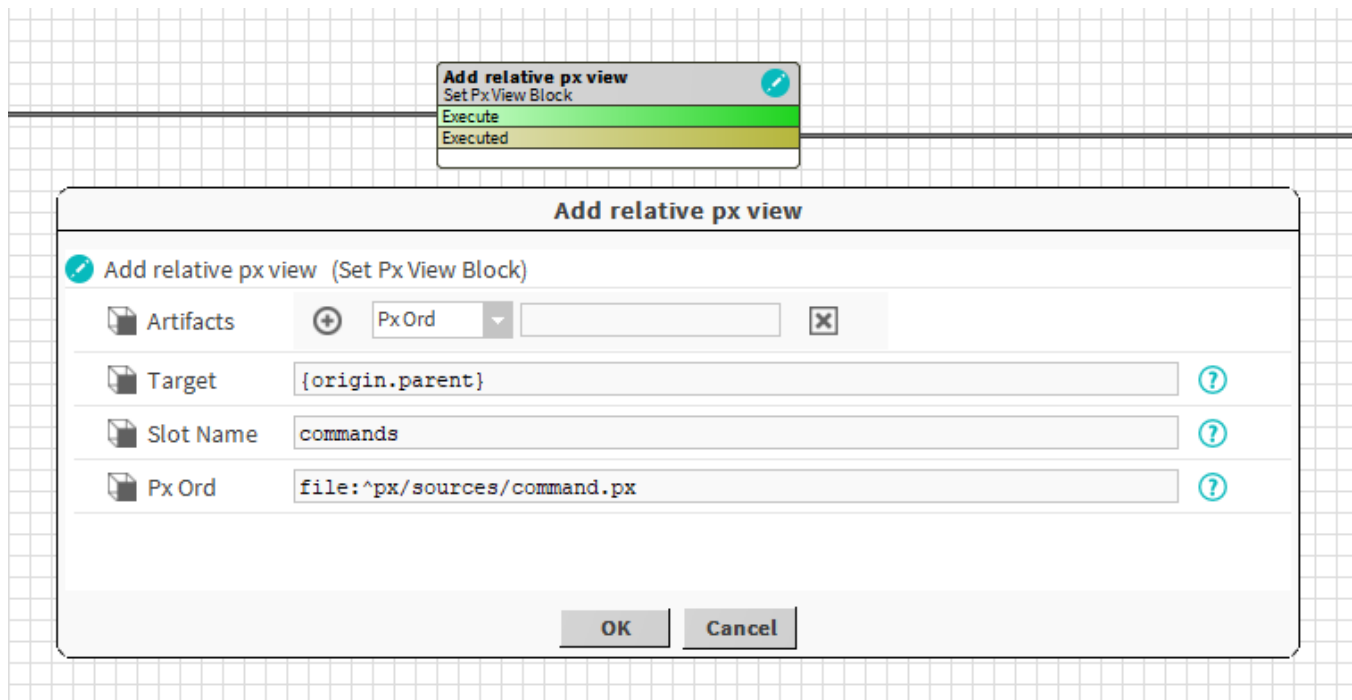 Add relative px view
Set Px View Block
Execute
Executed
Add relative px view
Add relative px view (Set Px View Block)
Artifacts Px Ord
Target {origin.parent} ?
Slot Name commands ?
Px Ord file:^px/sources/command.px ?
OK Cancel